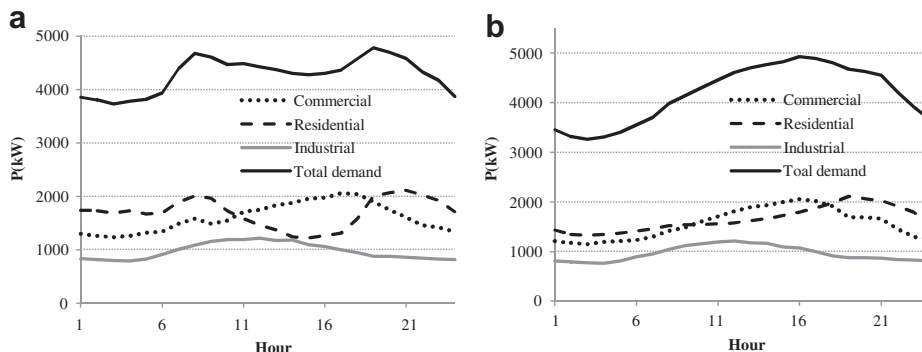 a
5000
4000
3000
2000
1000
0
P(kW)
Commercial
Residential
Industrial
Total demand
1
6
11
16
21
Hour
b
5000
4000
3000
2000
1000
0
P(kW)
Commercial
Residential
Industrial
Toal demand
1
6
11
16
21
Hour